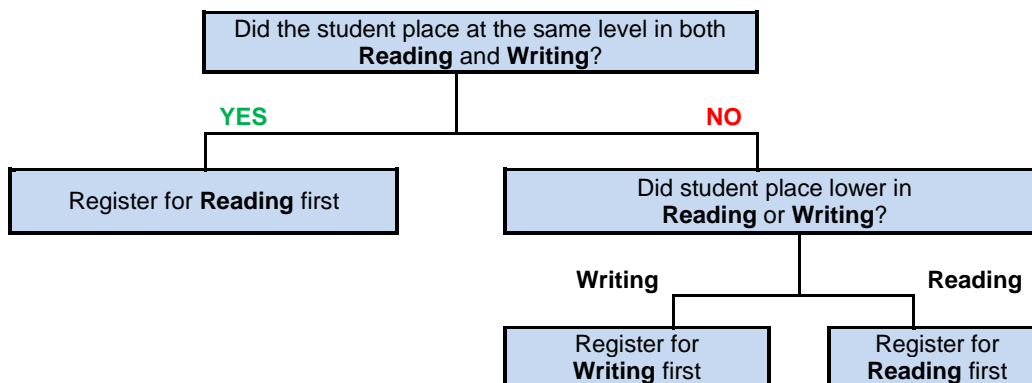 Did the student place at the same level in both
Reading and Writing?
YES
NO
Register for Reading first
Did student place lower in
Reading or Writing?
Writing
Reading
Register for
Writing first
Register for
Reading first